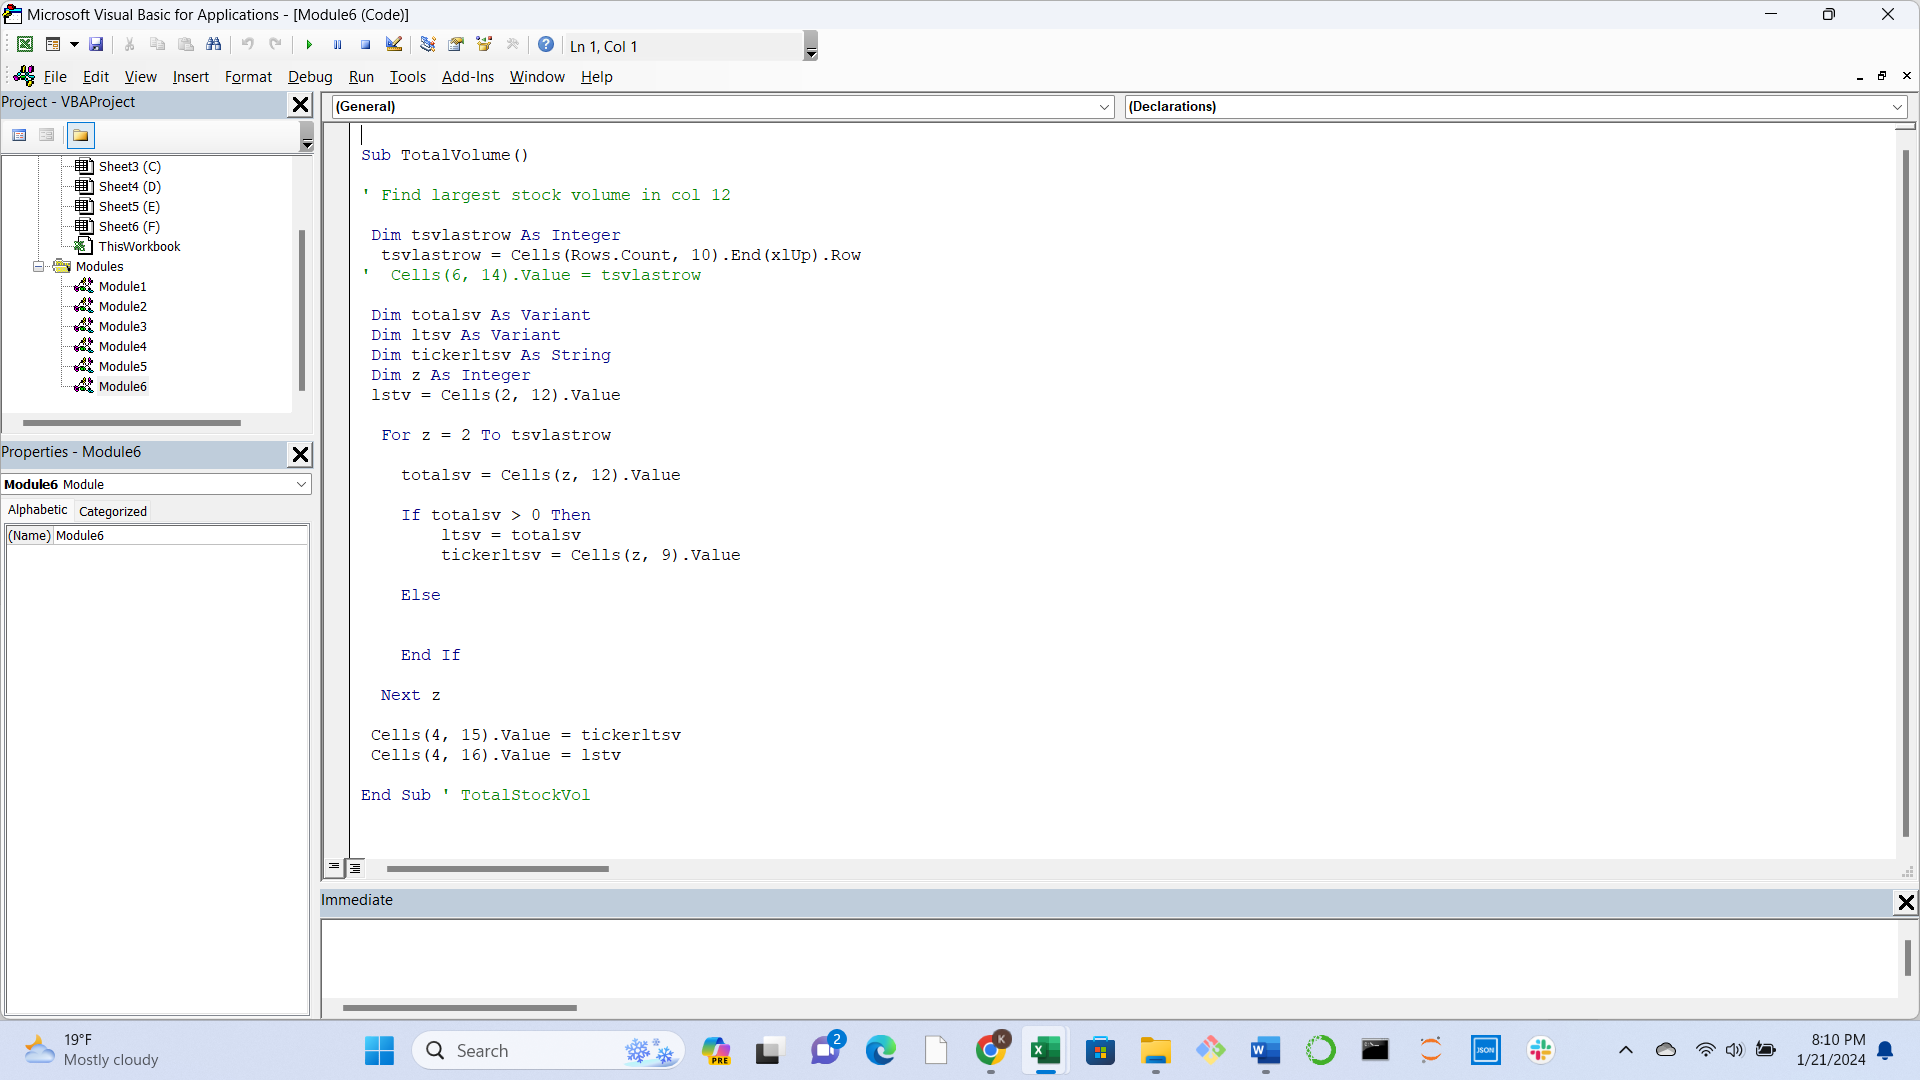 Microsoft Visual Basic for Applications - [Module6 (Code)]
Ln 1, Col 1
File Edit View Insert Format Debug Run Tools Add-Ins Window Help
Project - VBAProject
Sheet3 (C)
Sheet4 (D)
Sheet5 (E)
Sheet6 (F)
ThisWorkbook
Modules
Module1
Module2
Module3
Module4
Module5
Module6
Properties - Module6
Module6 Module
Alphabetic Categorized
(Name) Module6
(General) (Declarations)
Sub TotalVolume()
' Find largest stock volume in col 12
Dim tsvlastrow As Integer
tsvlastrow = Cells(Rows.Count, 10).End(xlUp).Row
' Cells(6, 14).Value = tsvlastrow
Dim totalsv As Variant
Dim ltsv As Variant
Dim tickerltsv As String
Dim z As Integer
lstv = Cells(2, 12).Value
For z = 2 To tsvlastrow
totalsv = Cells(z, 12).Value
If totalsv > 0 Then
ltsv = totalsv
tickerltsv = Cells(z, 9).Value
Else
End If
Next z
Cells(4, 15).Value = tickerltsv
Cells(4, 16).Value = lstv
End Sub ' TotalStockVol
Immediate
19°F
Mostly cloudy
Search
PRE
2
K
JSON
8:10 PM
1/21/2024